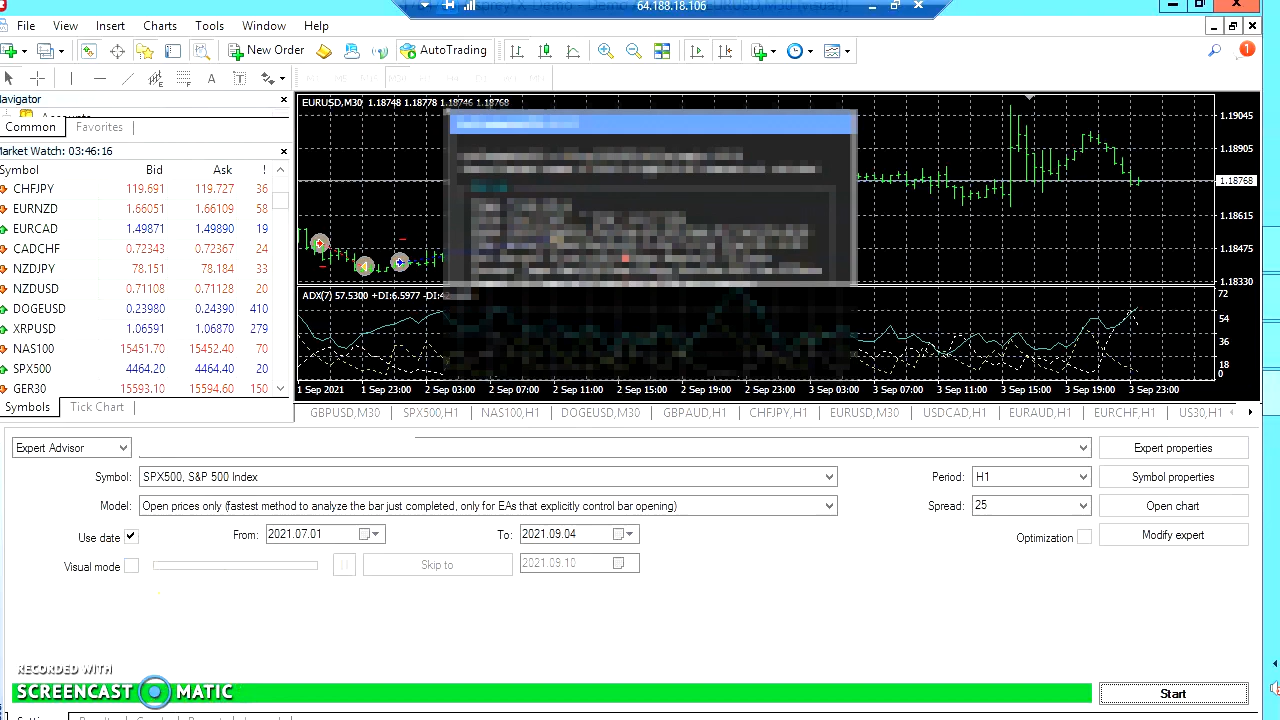 64.188.18.106
File View Insert Charts Tools Window Help
New Order AutoTrading 1
Navigator
Common Favorites
Market Watch: 03:46:16
Symbol Bid Ask !
CHFJPY 119.691 119.727 36
EURNZD 1.66051 1.66109 58
EURCAD 1.49871 1.49890 19
CADCHF 0.72343 0.72367 24
NZDJPY 78.151 78.184 33
NZDUSD 0.71108 0.71128 20
DOGEUSD 0.23980 0.24390 410
XRPUSD 1.06591 1.06870 279
NAS100 15451.70 15452.40 70
SPX500 4464.20 4464.40 20
GER30 15593.10 15594.60 150
Symbols Tick Chart
EURUSD,M30 1.18748 1.18778 1.18746 1.18768
1.19045
1.18905
1.18768
1.18615
1.18475
1.18330
ADX(7) 57.5300 +DI:6.5977 -DI:4
72
54
36
18
0
1 Sep 2021 1 Sep 23:00 2 Sep 03:00 2 Sep 07:00 2 Sep 11:00 2 Sep 15:00 2 Sep 19:00 2 Sep 23:00 3 Sep 03:00 3 Sep 07:00 3 Sep 11:00 3 Sep 15:00 3 Sep 19:00 3 Sep 23:00
GBPUSD,M30 SPX500,H1 NAS100,H1 DOGEUSD,M30 GBPAUD,H1 CHFJPY,H1 EURUSD,M30 USDCAD,H1 EURAUD,H1 EURCHF,H1 US30,H1
Expert Advisor Expert properties
Symbol: SPX500, S&P 500 Index Period: H1 Symbol properties
Model: Open prices only (fastest method to analyze the bar just completed, only for EAs that explicitly control bar opening) Spread: 25 Open chart
Use date From: 2021.07.01 To: 2021.09.04 Optimization Modify expert
Visual mode Skip to 2021.09.10
RECORDED WITH
SCREENCAST MATIC Start